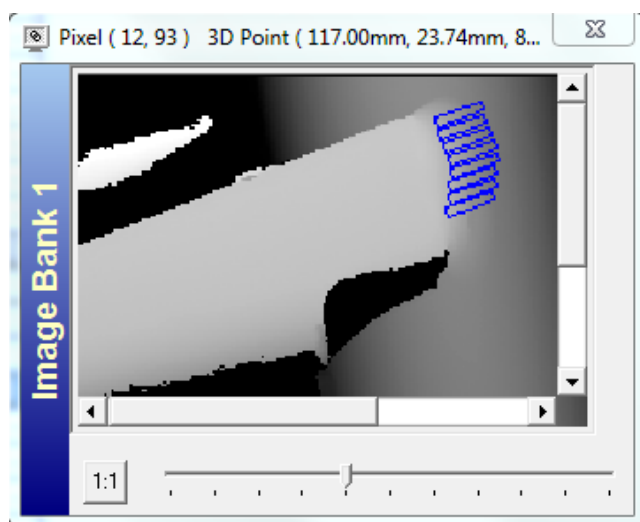 Pixel ( 12, 93 ) 3D Point ( 117.00mm, 23.74mm, 8...
Image Bank 1
1:1